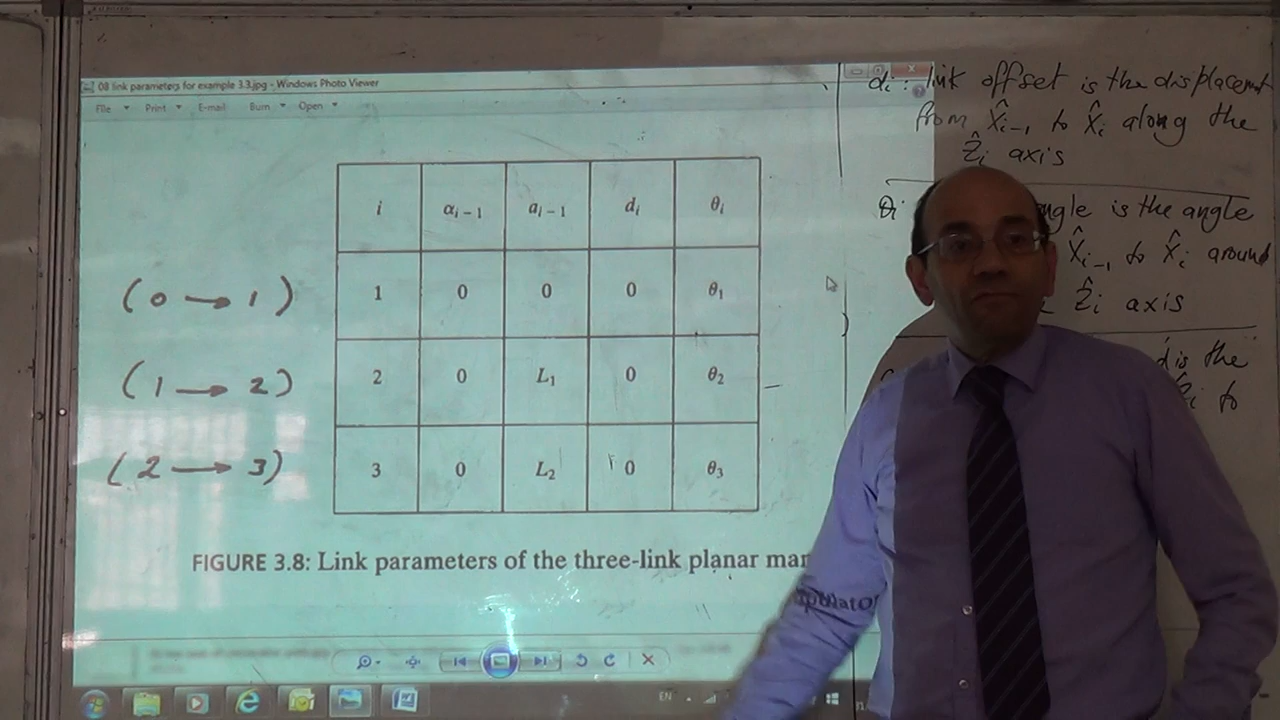 08 link parameters for example 3.3.jpg - Windows Photo Viewer
File Print E-mail Burn Open
i αi − 1 ai − 1 di θi
(0 → 1) 1 0 0 0 θ1
(1 → 2) 2 0 L1 0 θ2
(2 → 3) 3 0 L2 0 θ3
FIGURE 3.8: Link parameters of the three-link planar
EN
di : link offset is the displacement
from X̂i-1 to X̂i along the
Ẑi axis
θi angle is the angle
X̂i-1 to X̂i around
Ẑi axis
is the
to